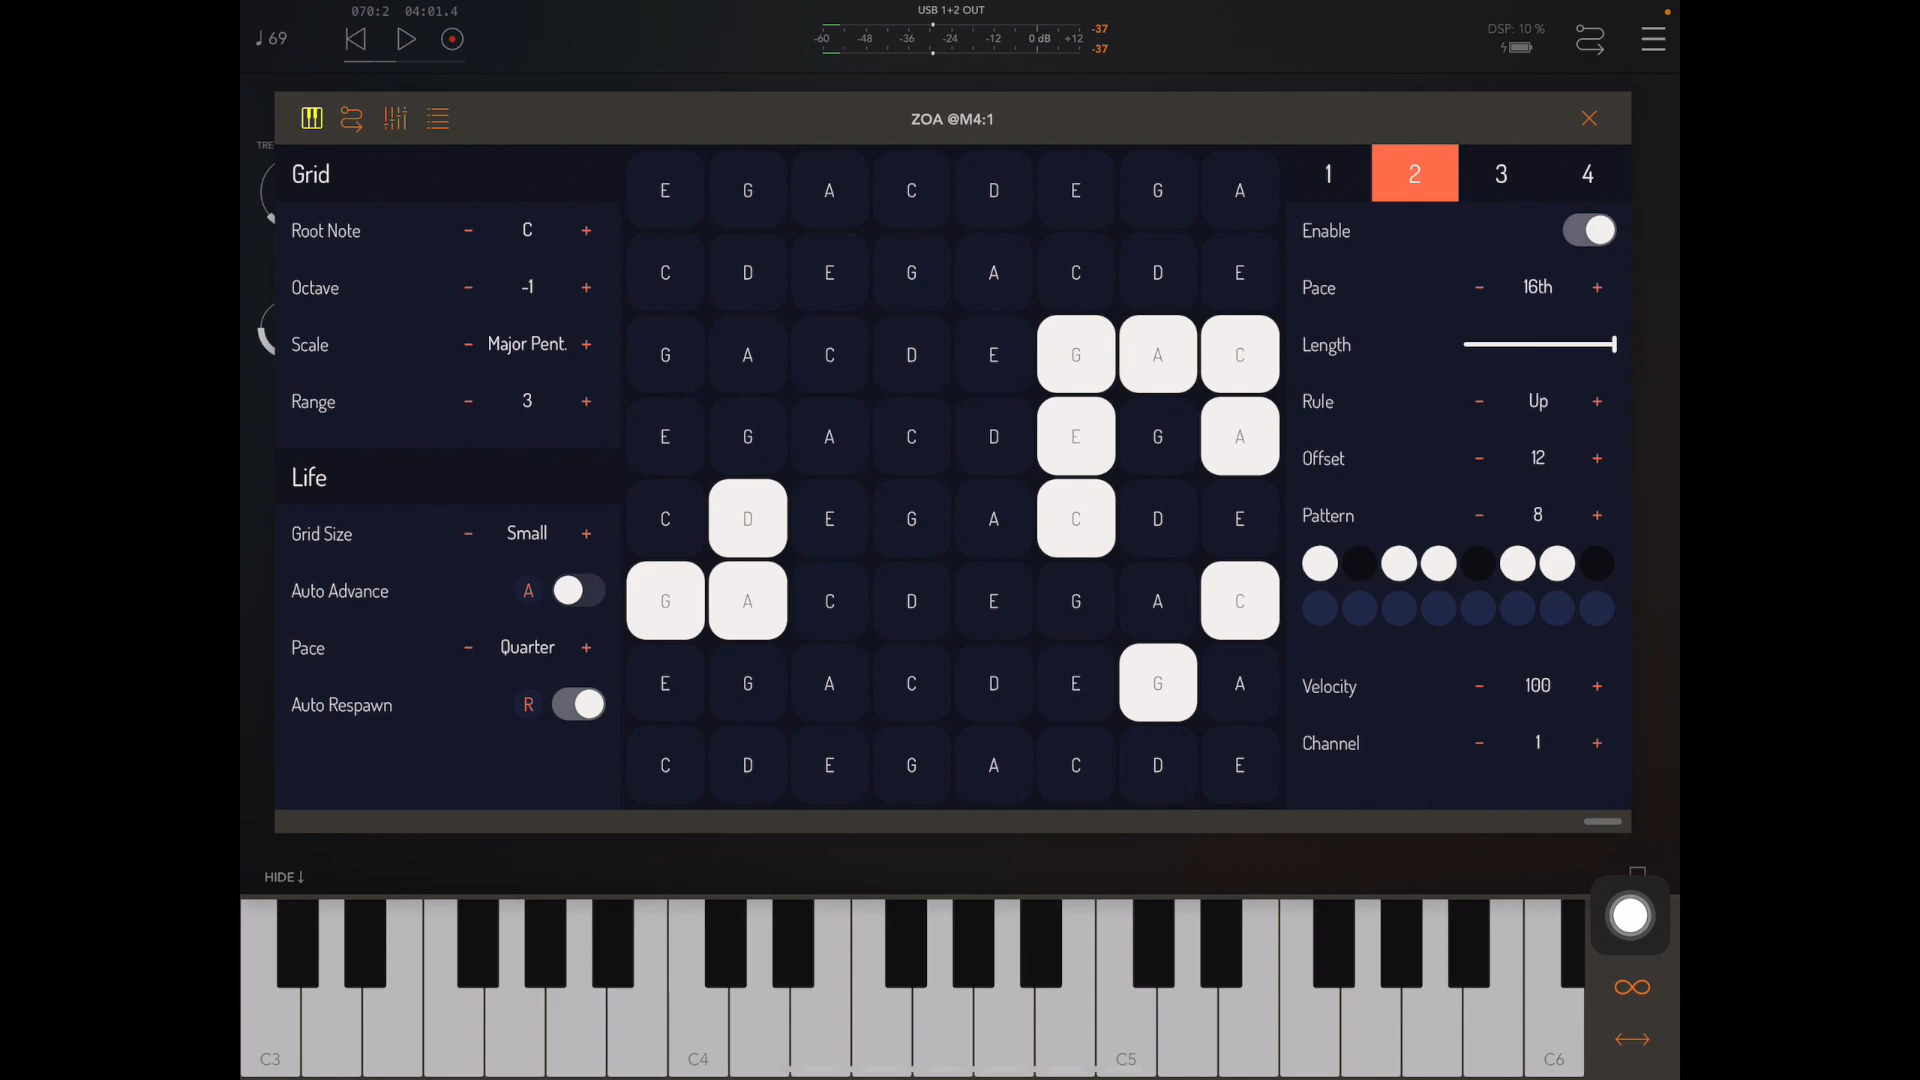 070:2 04:01.4
USB 1+2 OUT
♩69
-60 -48 -36 -24 -12 0 dB +12
-37
-37
DSP: 10 %
ZOA @M4:1
TRE
Grid
Root Note - C +
Octave - -1 +
Scale - Major Pent. +
Range - 3 +
Life
Grid Size - Small +
Auto Advance A
Pace - Quarter +
Auto Respawn R
E G A C D E G A
C D E G A C D E
G A C D E G A C
E G A C D E G A
C D E G A C D E
G A C D E G A C
E G A C D E G A
C D E G A C D E
1 2 3 4
Enable
Pace - 16th +
Length
Rule - Up +
Offset - 12 +
Pattern - 8 +
Velocity - 100 +
Channel - 1 +
HIDE↓
C3 C4 C5 C6